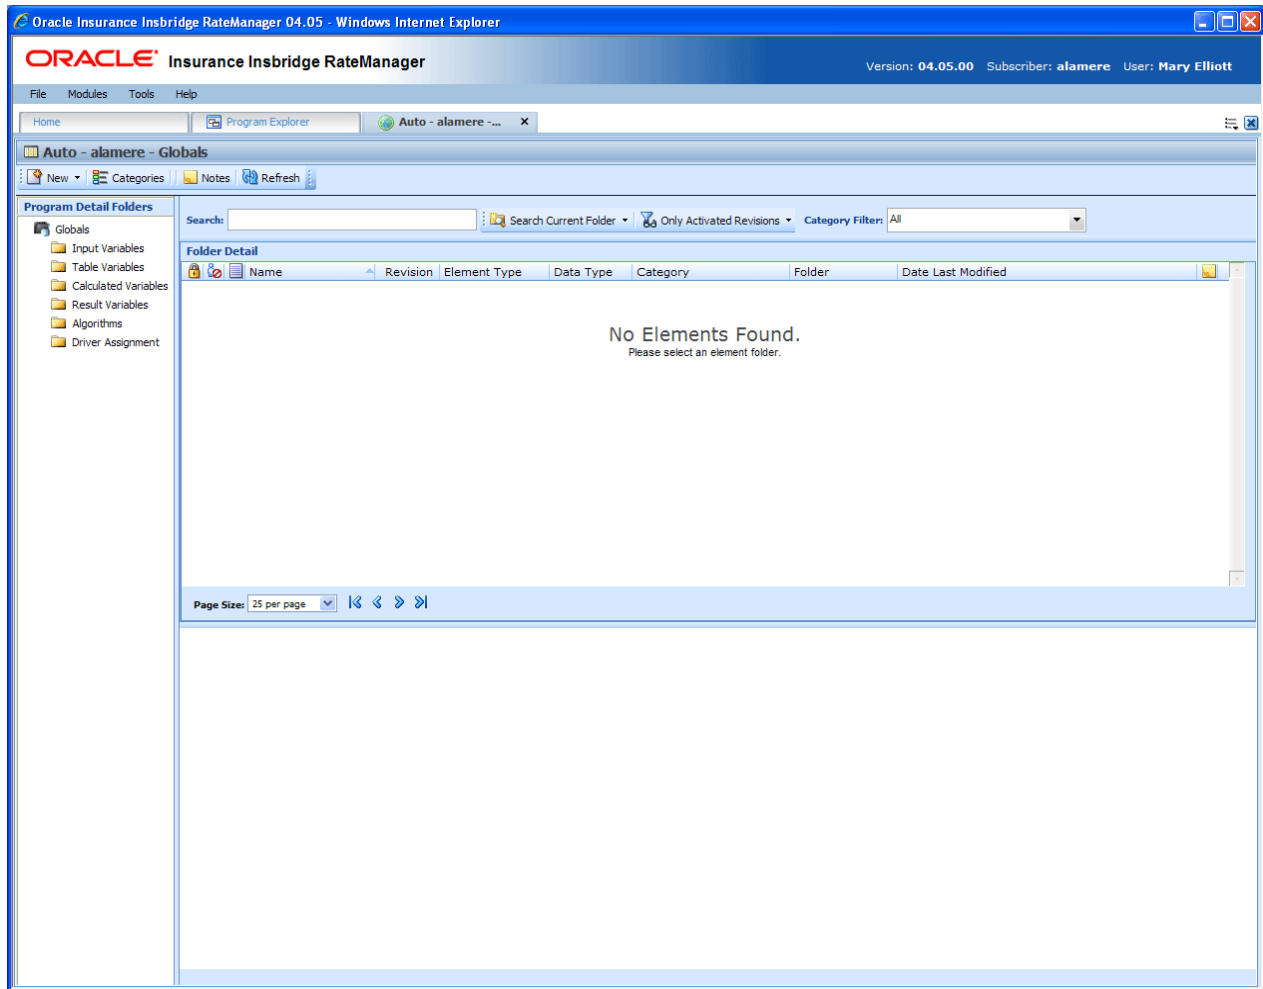 Oracle Insurance Insbridge RateManager 04.05 - Windows Internet Explorer
ORACLE Insurance Insbridge RateManager
Version: 04.05.00 Subscriber: alamere User: Mary Elliott
File Modules Tools Help
Home Program Explorer Auto - alamere -...
Auto - alamere - Globals
New Categories Notes Refresh
Program Detail Folders
Globals
Input Variables
Table Variables
Calculated Variables
Result Variables
Algorithms
Driver Assignment
Search: Search Current Folder Only Activated Revisions Category Filter: All
Folder Detail
Name Revision Element Type Data Type Category Folder Date Last Modified
No Elements Found.
Please select an element folder.
Page Size: 25 per page